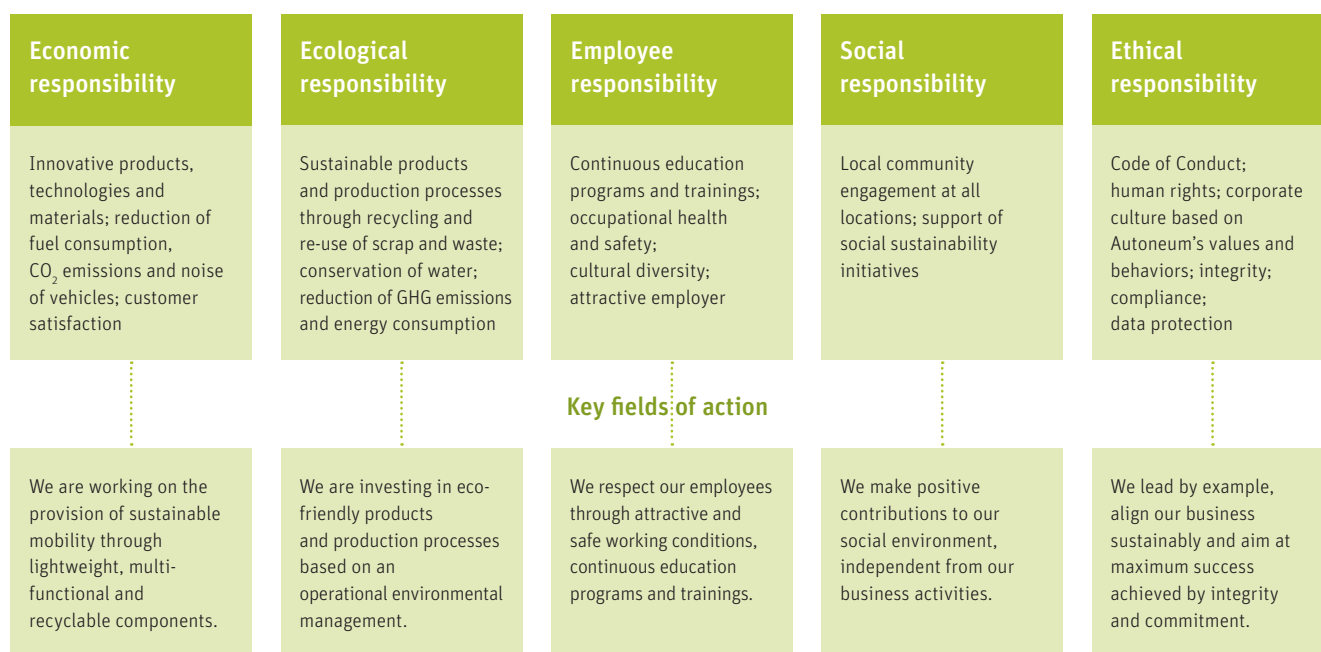 Economic
responsibility
Innovative products,
technologies and
materials; reduction of
fuel consumption,
CO₂ emissions and noise
of vehicles; customer
satisfaction
Ecological
responsibility
Sustainable products
and production processes
through recycling and
re-use of scrap and waste;
conservation of water;
reduction of GHG emissions
and energy consumption
Employee
responsibility
Continuous education
programs and trainings;
occupational health
and safety;
cultural diversity;
attractive employer
Social
responsibility
Local community
engagement at all
locations; support of
social sustainability
initiatives
Ethical
responsibility
Code of Conduct;
human rights; corporate
culture based on
Autoneum’s values and
behaviors; integrity;
compliance;
data protection
Key fields of action
We are working on the
provision of sustainable
mobility through
lightweight, multi-
functional and
recyclable components.
We are investing in eco-
friendly products
and production processes
based on an
operational environmental
management.
We respect our employees
through attractive and
safe working conditions,
continuous education
programs and trainings.
We make positive
contributions to our
social environment,
independent from our
business activities.
We lead by example,
align our business
sustainably and aim at
maximum success
achieved by integrity
and commitment.